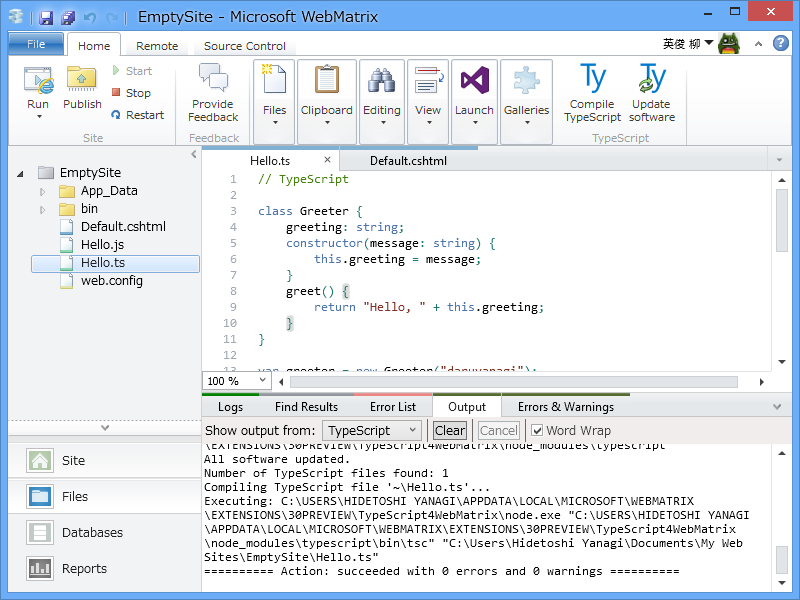 EmptySite - Microsoft WebMatrix
File
Home
Remote
Source Control
英俊 柳
Run
Publish
Start
Stop
Restart
Site
Provide
Feedback
Feedback
Files
Clipboard
Editing
View
Launch
Galleries
Compile
TypeScript
Update
software
TypeScript
EmptySite
App_Data
bin
Default.cshtml
Hello.js
Hello.ts
web.config
Site
Files
Databases
Reports
Hello.ts
Default.cshtml
1 // TypeScript
2
3 class Greeter {
4 greeting: string;
5 constructor(message: string) {
6 this.greeting = message;
7 }
8 greet() {
9 return "Hello, " + this.greeting;
10 }
11 }
12
13 var greeter = new Greeter("daruyanagi");
100 %
Logs
Find Results
Error List
Output
Errors & Warnings
Show output from:
TypeScript
Clear
Cancel
Word Wrap
\EXTENSIONS\30PREVIEW\TypeScript4WebMatrix\node_modules\typescript
All software updated.
Number of TypeScript files found: 1
Compiling TypeScript file '~\Hello.ts'...
Executing: C:\USERS\HIDETOSHI YANAGI\APPDATA\LOCAL\MICROSOFT\WEBMATRIX
\EXTENSIONS\30PREVIEW\TypeScript4WebMatrix\node.exe "C:\USERS\HIDETOSHI YANAGI
\APPDATA\LOCAL\MICROSOFT\WEBMATRIX\EXTENSIONS\30PREVIEW\TypeScript4WebMatrix
\node_modules\typescript\bin\tsc" "C:\Users\Hidetoshi Yanagi\Documents\My Web
Sites\EmptySite\Hello.ts"
========== Action: succeeded with 0 errors and 0 warnings ==========